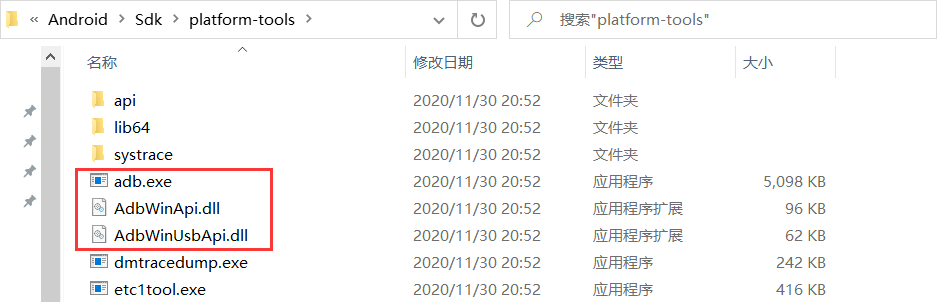 « Android › Sdk › platform-tools › 搜索"platform-tools"
名称 修改日期 类型 大小
api 2020/11/30 20:52 文件夹
lib64 2020/11/30 20:52 文件夹
systrace 2020/11/30 20:52 文件夹
adb.exe 2020/11/30 20:52 应用程序 5,098 KB
AdbWinApi.dll 2020/11/30 20:52 应用程序扩展 96 KB
AdbWinUsbApi.dll 2020/11/30 20:52 应用程序扩展 62 KB
dmtracedump.exe 2020/11/30 20:52 应用程序 242 KB
etc1tool.exe 2020/11/30 20:52 应用程序 416 KB